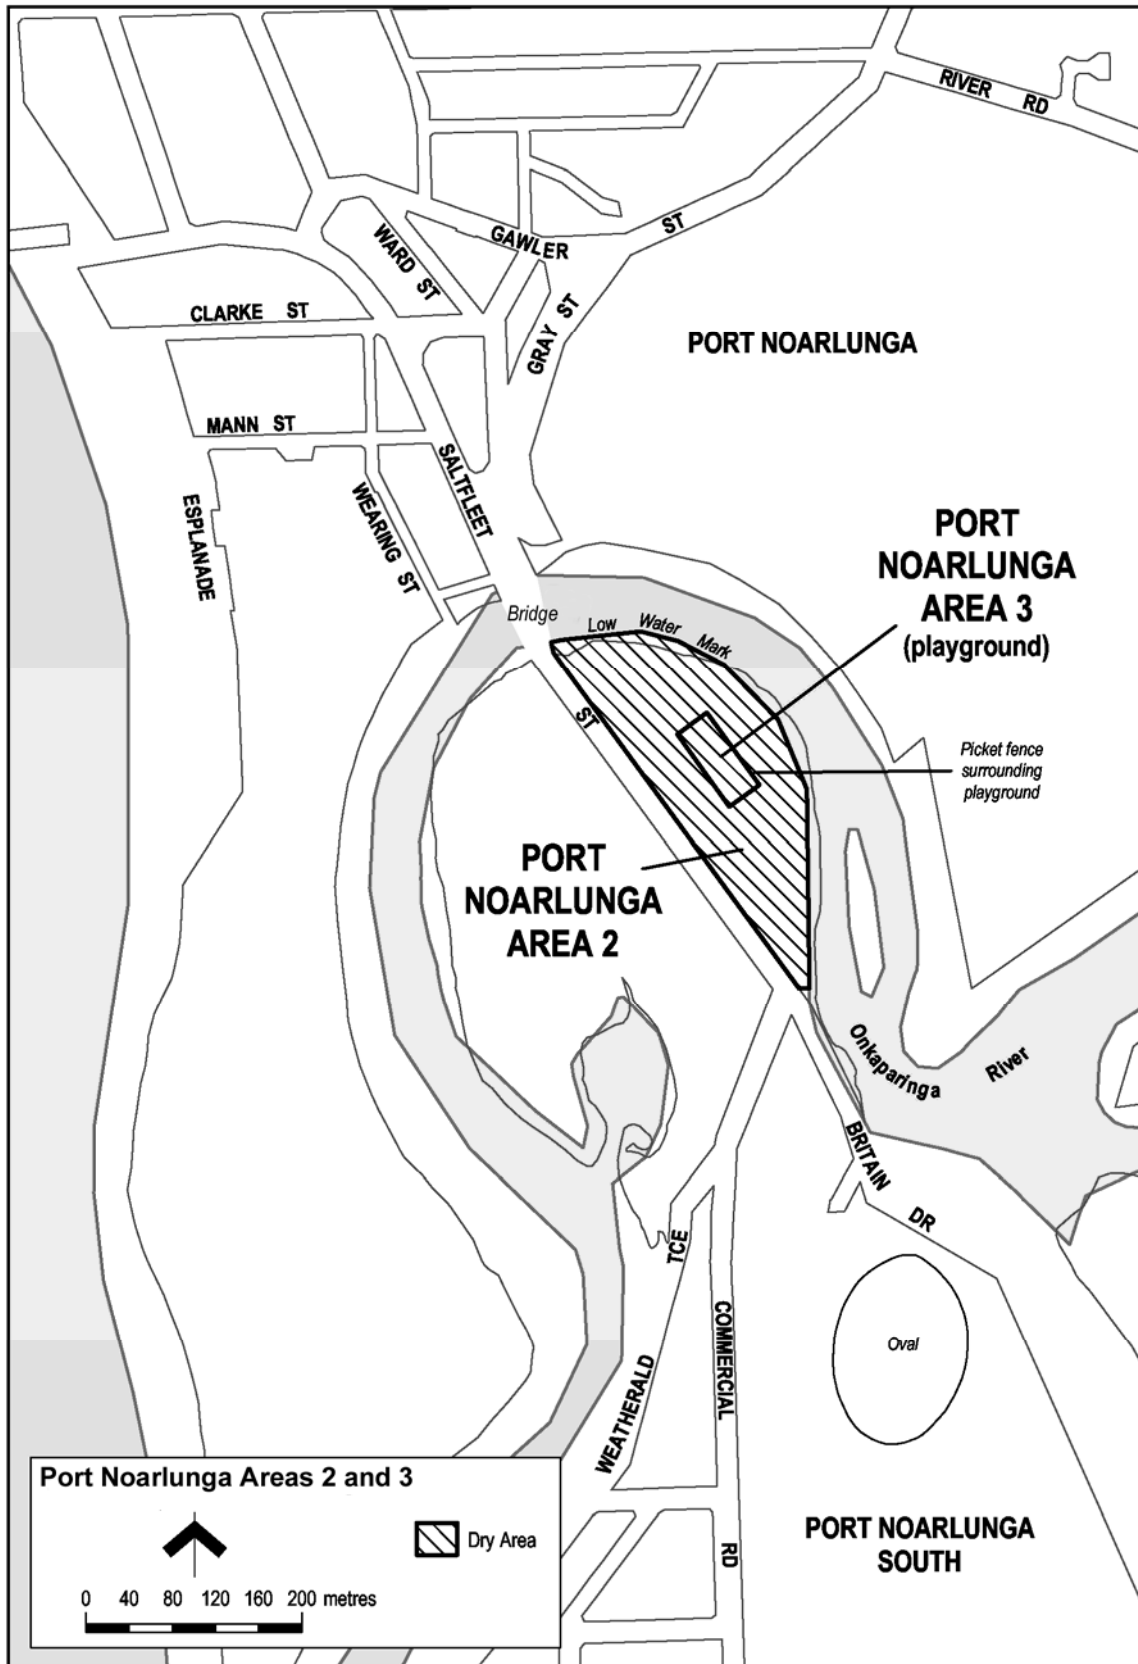 RIVER RD
WARD ST
GAWLER
ST
CLARKE ST
GRAY ST
PORT NOARLUNGA
MANN ST
SALTFLEET
ESPLANADE
WEARING ST
PORT
NOARLUNGA
AREA 3
(playground)
Bridge
Low Water Mark
ST
Picket fence
surrounding
playground
PORT
NOARLUNGA
AREA 2
Onkaparinga River
BRITAIN
DR
TCE
COMMERCIAL
Oval
WEATHERALD
RD
PORT NOARLUNGA
SOUTH
Port Noarlunga Areas 2 and 3
Dry Area
0 40 80 120 160 200 metres